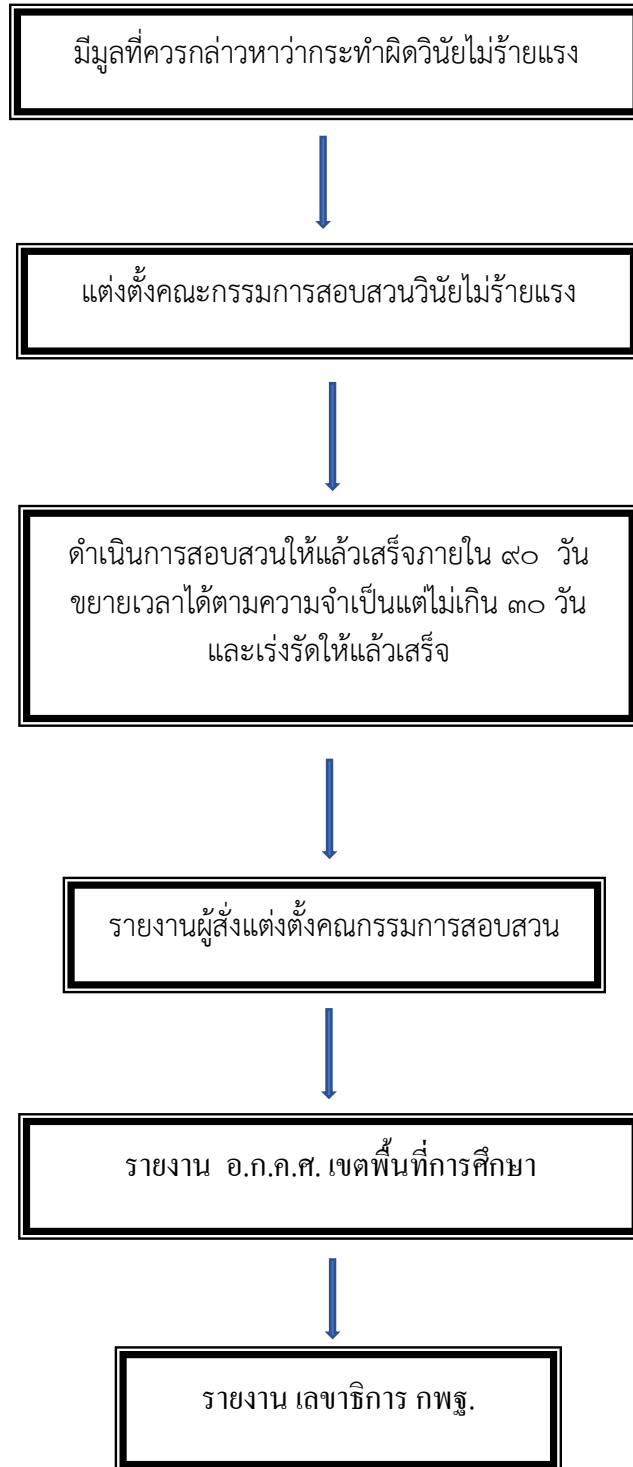 มีมูลที่ควรกล่าวหาว่ากระทำผิดวินัยไม่ร้ายแรง
แต่งตั้งคณะกรรมการสอบสวนวินัยไม่ร้ายแรง
ดำเนินการสอบสวนให้แล้วเสร็จภายใน ๙๐ วัน
ขยายเวลาได้ตามความจำเป็นแต่ไม่เกิน ๓๐ วัน
และเร่งรัดให้แล้วเสร็จ
รายงานผู้สั่งแต่งตั้งคณกรรมการสอบสวน
รายงาน อ.ก.ค.ศ. เขตพื้นที่การศึกษา
รายงาน เลขาธิการ กพฐ.